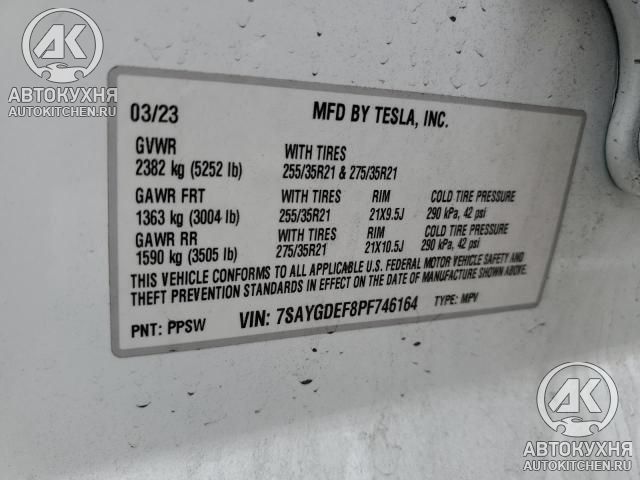 АК
АВТОКУХНЯ
AUTOKITCHEN.RU
03/23 MFD BY TESLA, INC.
GVWR WITH TIRES
2382 kg (5252 lb) 255/35R21 & 275/35R21
GAWR FRT WITH TIRES RIM COLD TIRE PRESSURE
1363 kg (3004 lb) 255/35R21 21X9.5J 290 kPa, 42 psi
GAWR RR WITH TIRES RIM COLD TIRE PRESSURE
1590 kg (3505 lb) 275/35R21 21X10.5J 290 kPa, 42 psi
THIS VEHICLE CONFORMS TO ALL APPLICABLE U.S. FEDERAL MOTOR VEHICLE SAFETY AND
THEFT PREVENTION STANDARDS IN EFFECT ON THE DATE OF MANUFACTURE SHOWN ABOVE.
PNT: PPSW VIN: 7SAYGDEF8PF746164 TYPE: MPV
АК
АВТОКУХНЯ
AUTOKITCHEN.RU